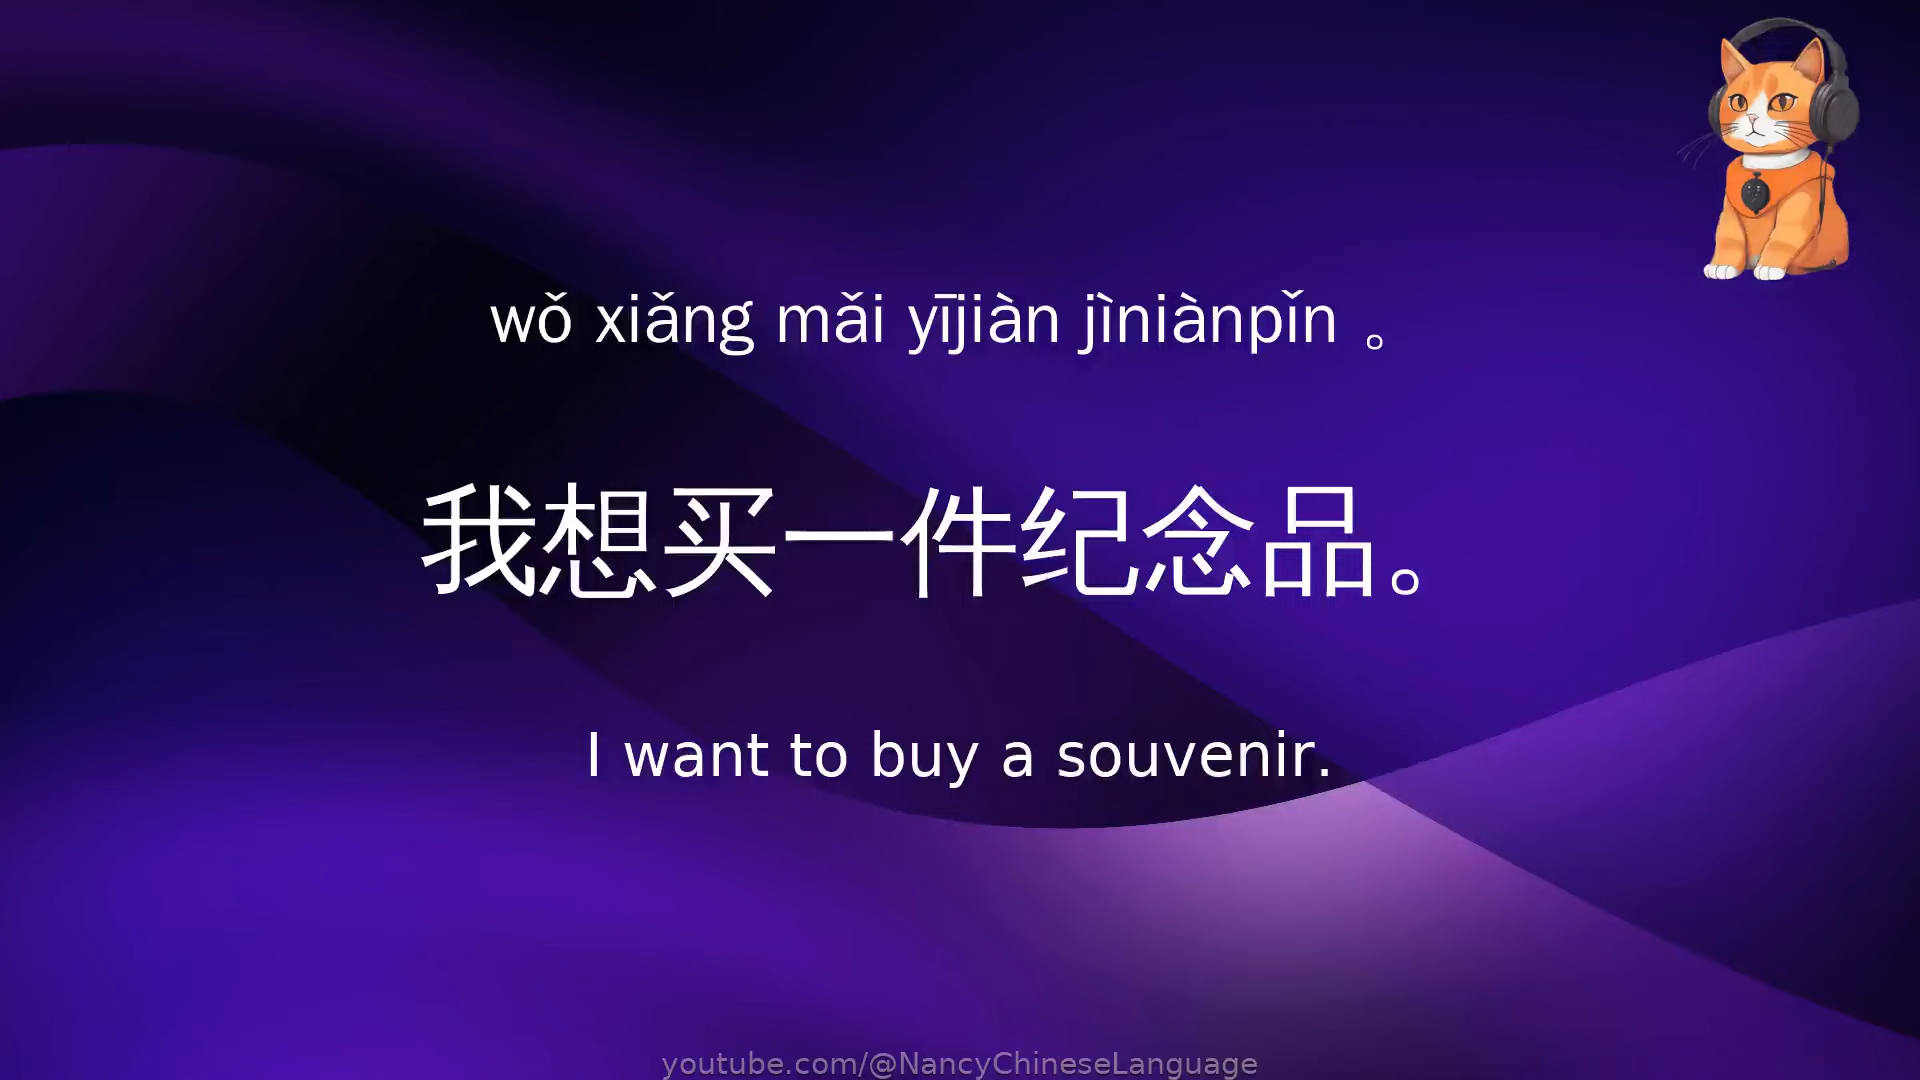 wǒ xiǎng mǎi yījiàn jìniànpǐn 。
我想买一件纪念品。
I want to buy a souvenir.
youtube.com/@NancyChineseLanguage